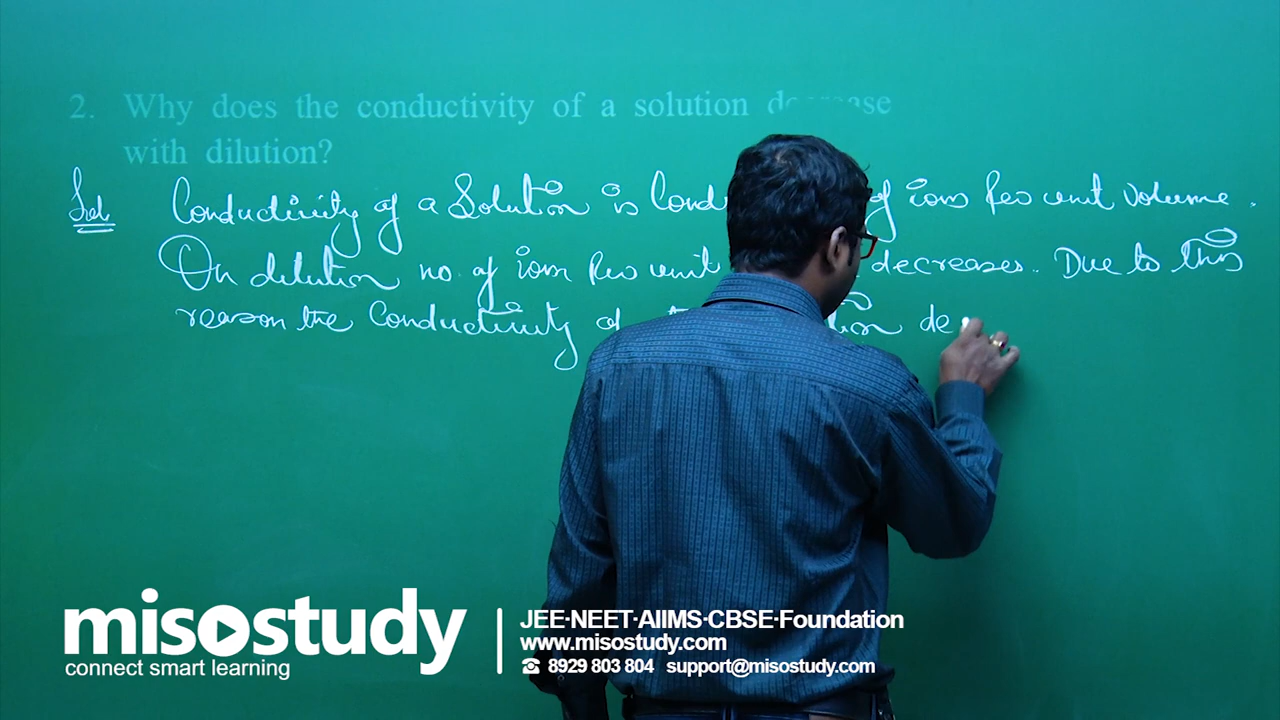 2. Why does the conductivity of a solution decrease
with dilution?
Sol. Conductivity of a Solution is Cond of ions Per unit volume.
On dilution no. of ions Per unit decreases. Due to this
reason the Conductivity of de
misostudy
connect smart learning
JEE·NEET·AIIMS·CBSE·Foundation
www.misostudy.com
8929 803 804 support@misostudy.com